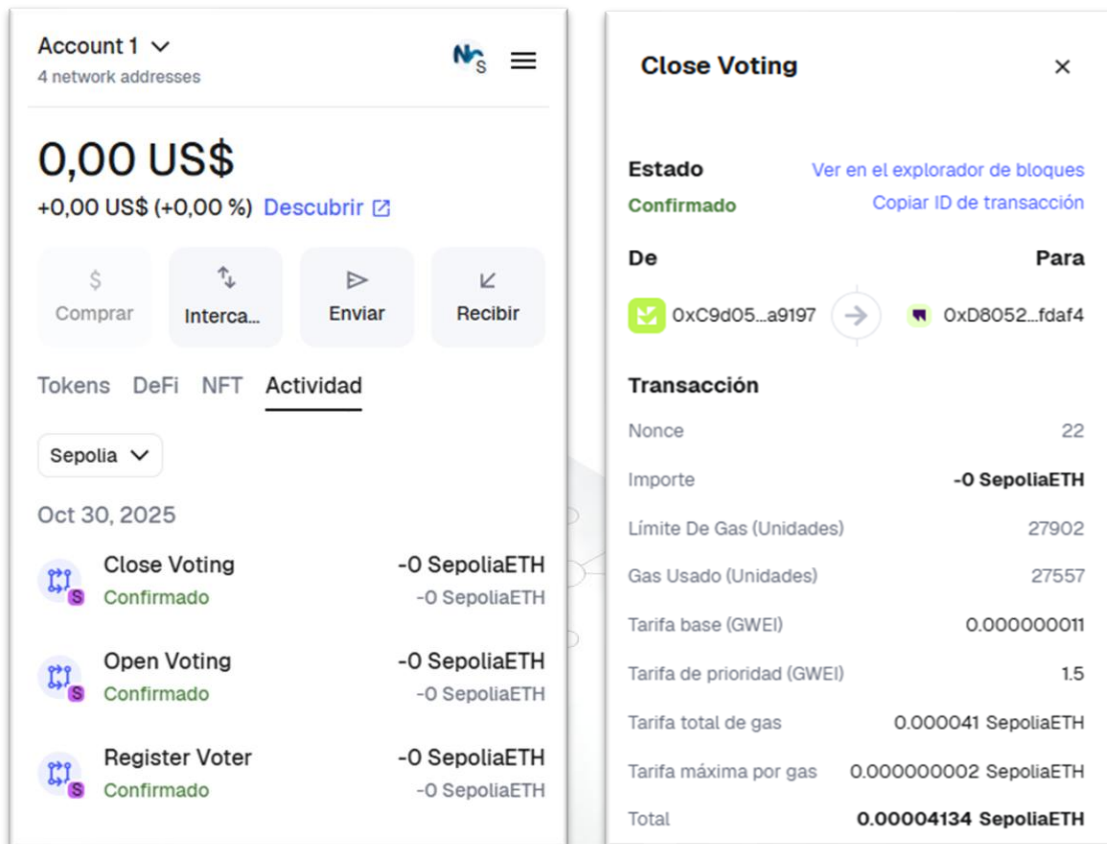 Account 1
4 network addresses
S
0,00 US$
+0,00 US$ (+0,00 %) Descubrir
$
Comprar
Interca...
Enviar
Recibir
Tokens DeFi NFT Actividad
Sepolia
Oct 30, 2025
Close Voting -0 SepoliaETH
S Confirmado -0 SepoliaETH
Open Voting -0 SepoliaETH
S Confirmado -0 SepoliaETH
Register Voter -0 SepoliaETH
S Confirmado -0 SepoliaETH
Close Voting
Estado Ver en el explorador de bloques
Confirmado Copiar ID de transacción
De Para
0xC9d05...a9197 0xD8052...fdaf4
Transacción
Nonce 22
Importe -0 SepoliaETH
Límite De Gas (Unidades) 27902
Gas Usado (Unidades) 27557
Tarifa base (GWEI) 0.000000011
Tarifa de prioridad (GWEI) 1.5
Tarifa total de gas 0.000041 SepoliaETH
Tarifa máxima por gas 0.000000002 SepoliaETH
Total 0.00004134 SepoliaETH